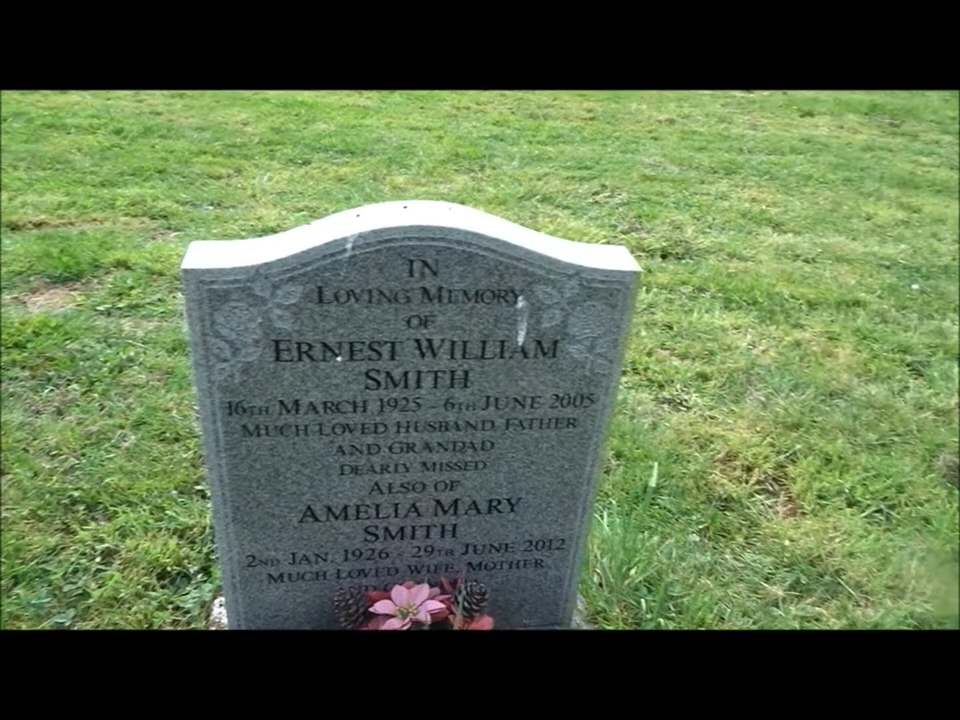 IN
LOVING MEMORY
OF
ERNEST WILLIAM
SMITH
16TH MARCH 1925 - 6TH JUNE 2005
MUCH LOVED HUSBAND, FATHER
AND GRANDAD
DEARLY MISSED
ALSO OF
AMELIA MARY
SMITH
2ND JAN. 1926 - 29TH JUNE 2012
MUCH LOVED WIFE, MOTHER